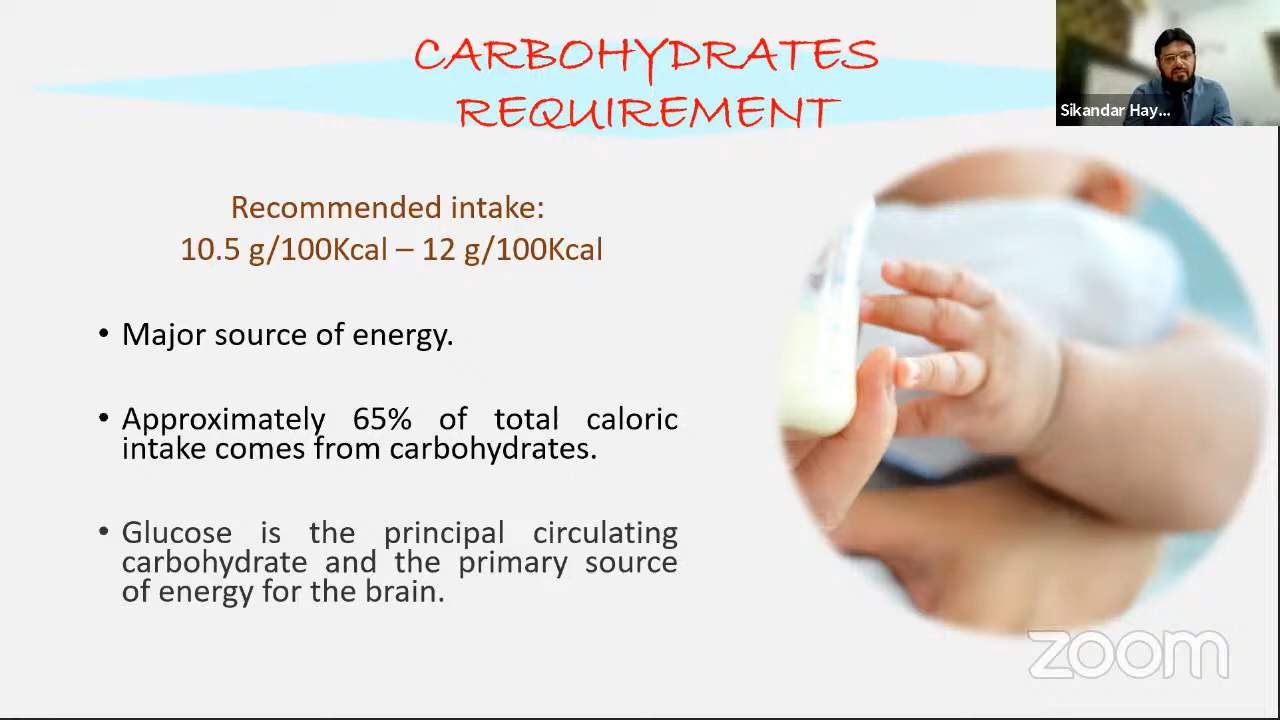 CARBOHYDRATES
REQUIREMENT
Sikandar Hay...
Recommended intake:
10.5 g/100Kcal – 12 g/100Kcal
• Major source of energy.
• Approximately 65% of total caloric
intake comes from carbohydrates.
• Glucose is the principal circulating
carbohydrate and the primary source
of energy for the brain.
zoom